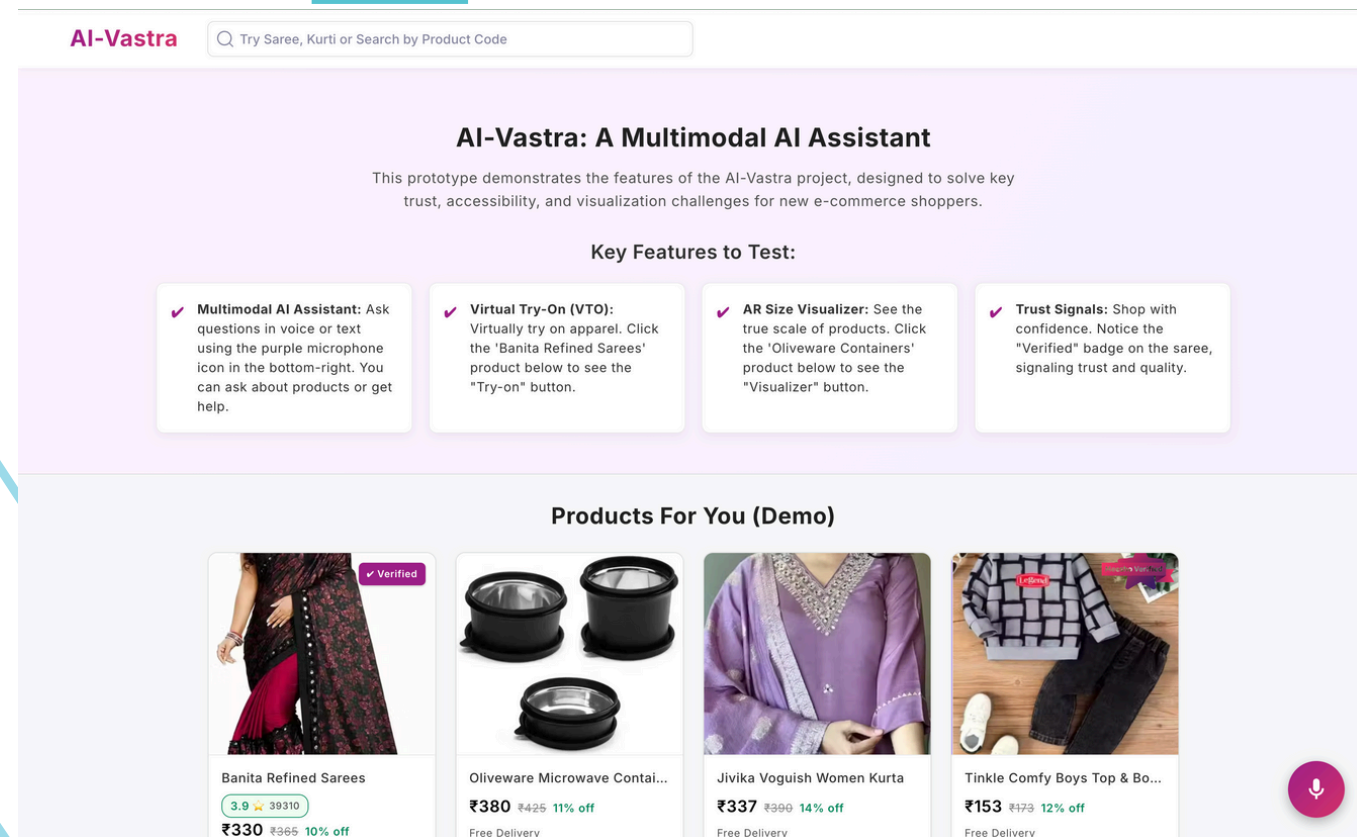 AI-Vastra
Try Saree, Kurti or Search by Product Code
AI-Vastra: A Multimodal AI Assistant
This prototype demonstrates the features of the AI-Vastra project, designed to solve key
trust, accessibility, and visualization challenges for new e-commerce shoppers.
Key Features to Test:
✔ Multimodal AI Assistant: Ask
questions in voice or text
using the purple microphone
icon in the bottom-right. You
can ask about products or get
help.
✔ Virtual Try-On (VTO):
Virtually try on apparel. Click
the 'Banita Refined Sarees'
product below to see the
"Try-on" button.
✔ AR Size Visualizer: See the
true scale of products. Click
the 'Oliveware Containers'
product below to see the
"Visualizer" button.
✔ Trust Signals: Shop with
confidence. Notice the
"Verified" badge on the saree,
signaling trust and quality.
Products For You (Demo)
✔ Verified
Banita Refined Sarees
3.9 ⭐ 39310
₹330 ₹365 10% off
Oliveware Microwave Contai...
₹380 ₹425 11% off
Free Delivery
Jivika Voguish Women Kurta
₹337 ₹390 14% off
Free Delivery
Legend
Tinkle Comfy Boys Top & Bo...
₹153 ₹173 12% off
Free Delivery